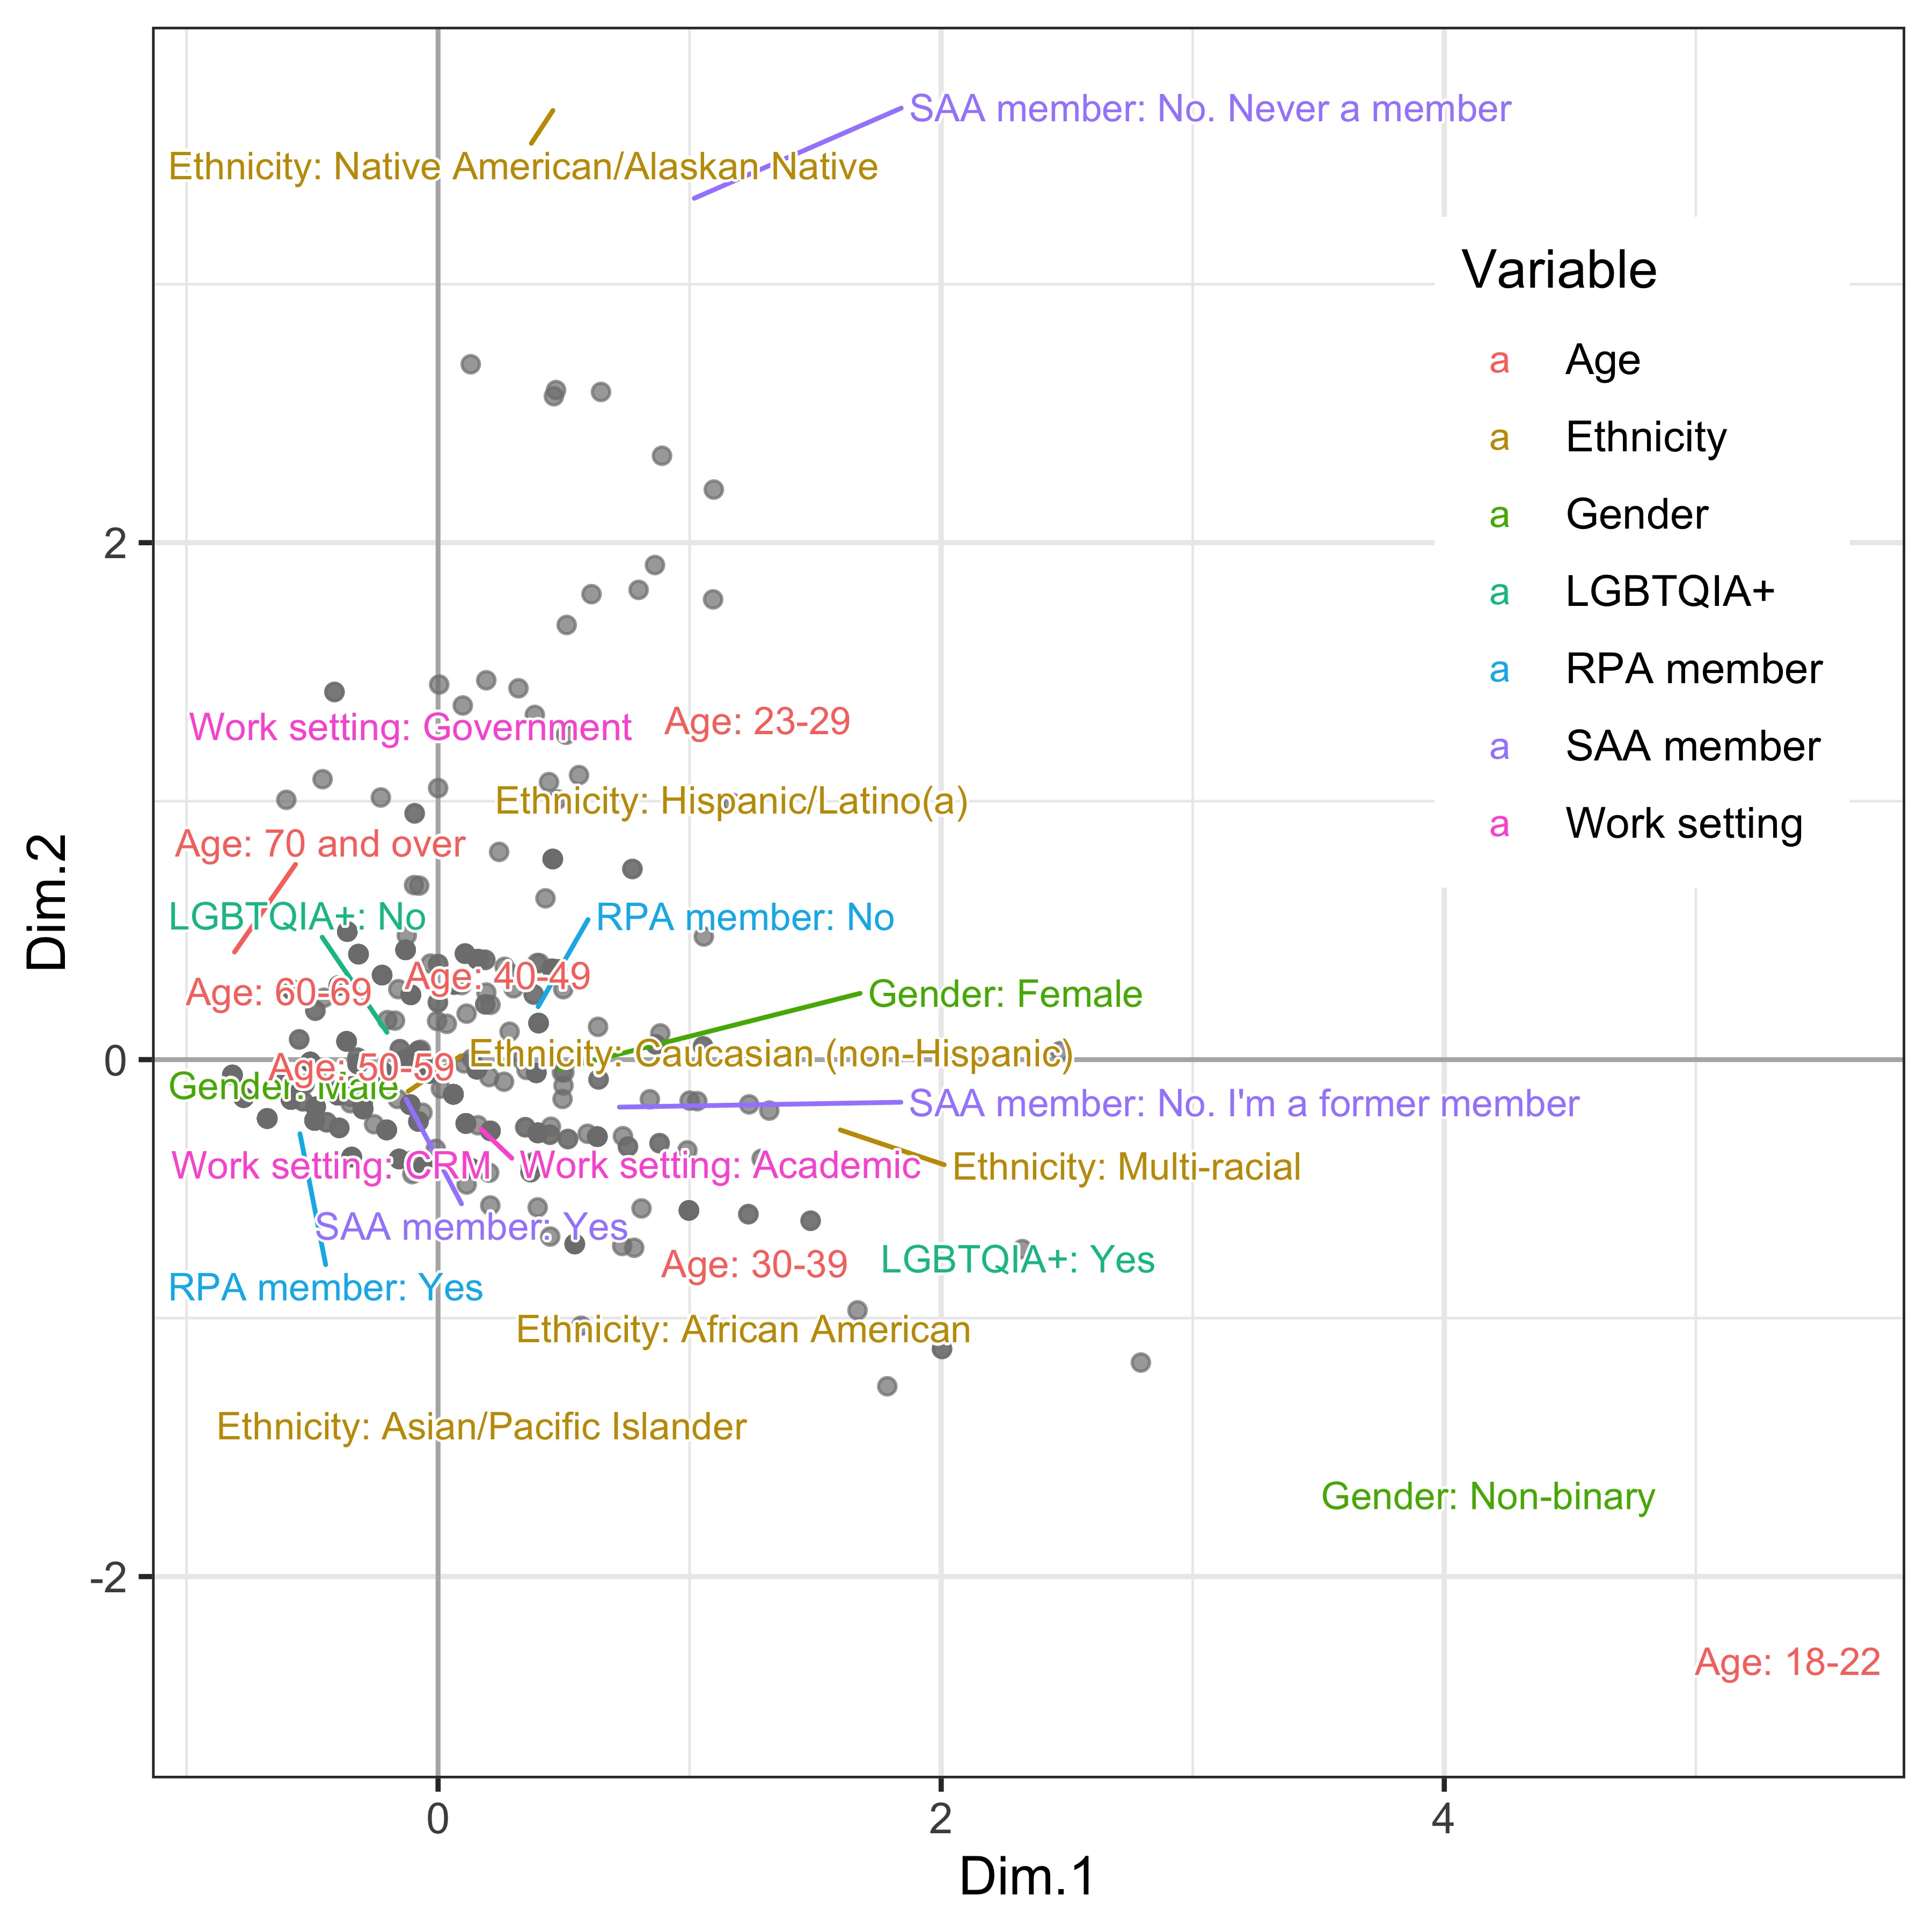 SAA member: No. Never a member
Ethnicity: Native American/Alaskan Native
Variable
a Age
a Ethnicity
a Gender
a LGBTQIA+
a RPA member
a SAA member
a Work setting
2
Work setting: Government
Age: 23-29
Ethnicity: Hispanic/Latino(a)
Age: 70 and over
LGBTQIA+: No
RPA member: No
Dim.2
Age: 60-69
Age: 40-49
Gender: Female
0
Ethnicity: Caucasian (non-Hispanic)
Age: 50-59
Gender: Male
SAA member: No. I'm a former member
Work setting: CRM
Work setting: Academic
Ethnicity: Multi-racial
SAA member: Yes
Age: 30-39
LGBTQIA+: Yes
RPA member: Yes
Ethnicity: African American
Ethnicity: Asian/Pacific Islander
Gender: Non-binary
-2
Age: 18-22
0
2
4
Dim.1